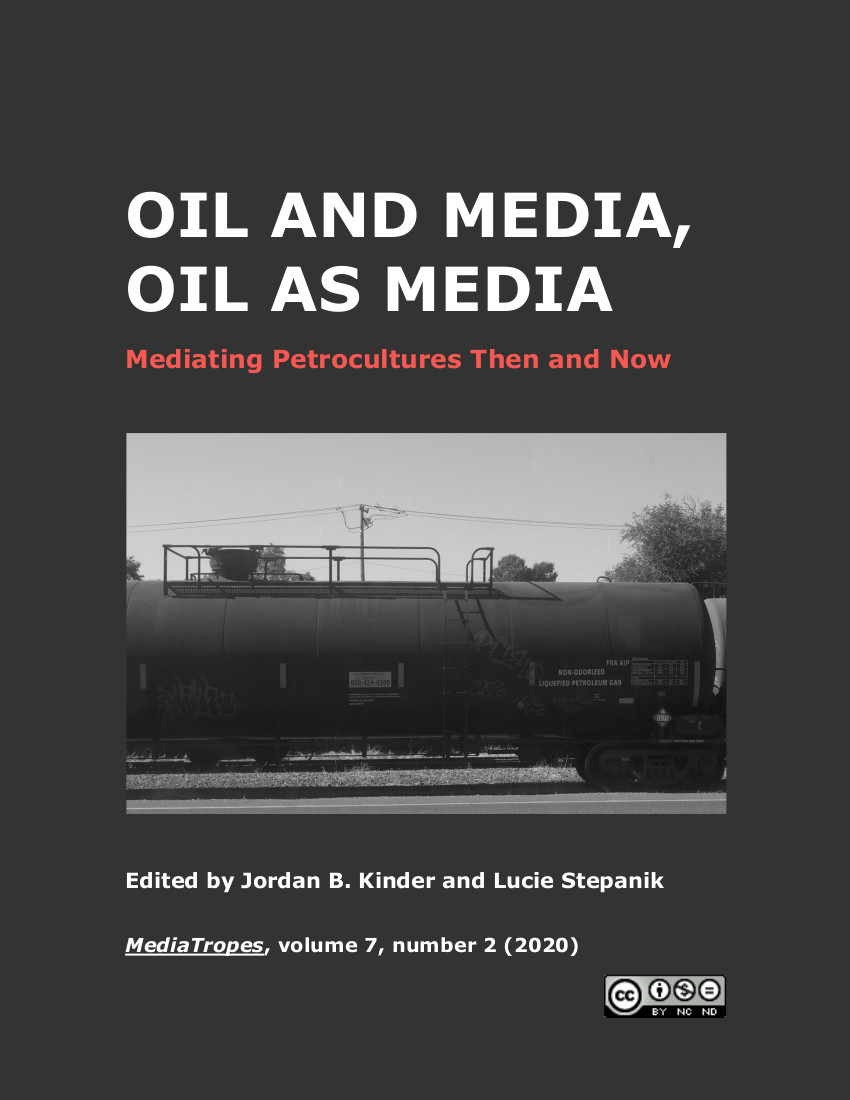 OIL AND MEDIA,
OIL AS MEDIA
Mediating Petrocultures Then and Now
FRA AIP
NON-ODORIZED
LIQUEFIED PETROLEUM GAS
Edited by Jordan B. Kinder and Lucie Stepanik
MediaTropes, volume 7, number 2 (2020)
cc
BY NC ND